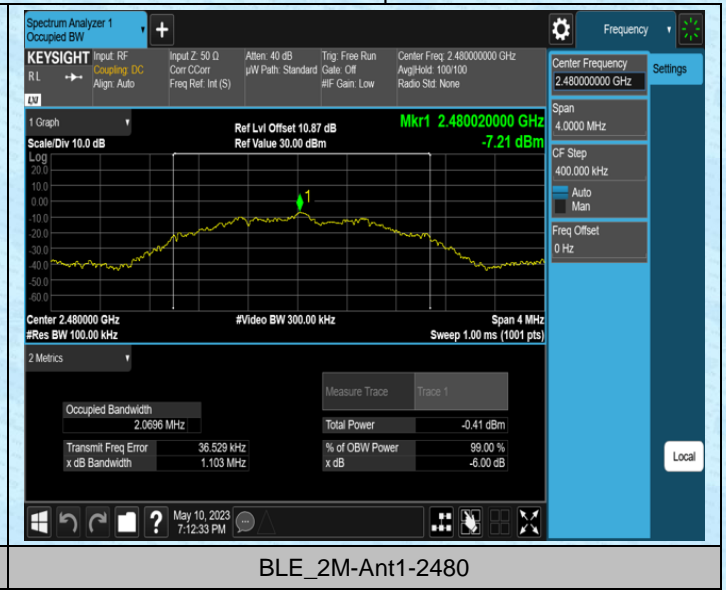 Spectrum Analyzer 1
Occupied BW
+
Frequency
KEYSIGHT
RL
LXI
Input: RF
Coupling: DC
Align: Auto
Input Z: 50 Ω
Corr CCorr
Freq Ref: Int (S)
Atten: 40 dB
µW Path: Standard
Trig: Free Run
Gate: Off
#IF Gain: Low
Center Freq: 2.480000000 GHz
Avg|Hold: 100/100
Radio Std: None
Center Frequency
2.480000000 GHz
Settings
Span
4.0000 MHz
CF Step
400.000 kHz
Auto
Man
Freq Offset
0 Hz
1 Graph
Scale/Div 10.0 dB
Ref Lvl Offset 10.87 dB
Ref Value 30.00 dBm
Mkr1 2.480020000 GHz
-7.21 dBm
Log
20.0
10.0
0.00
-10.0
-20.0
-30.0
-40.0
-50.0
-60.0
1
Center 2.480000 GHz
#Res BW 100.00 kHz
#Video BW 300.00 kHz
Span 4 MHz
Sweep 1.00 ms (1001 pts)
2 Metrics
Measure Trace Trace 1
Occupied Bandwidth
2.0696 MHz
Total Power -0.41 dBm
Transmit Freq Error 36.529 kHz
% of OBW Power 99.00 %
x dB Bandwidth 1.103 MHz
x dB -6.00 dB
Local
?
May 10, 2023
7:12:33 PM
BLE_2M-Ant1-2480